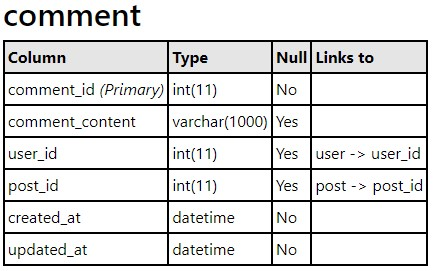 comment
Column Type Null Links to
comment_id (Primary) int(11) No
comment_content varchar(1000) Yes
user_id int(11) Yes user -> user_id
post_id int(11) Yes post -> post_id
created_at datetime No
updated_at datetime No